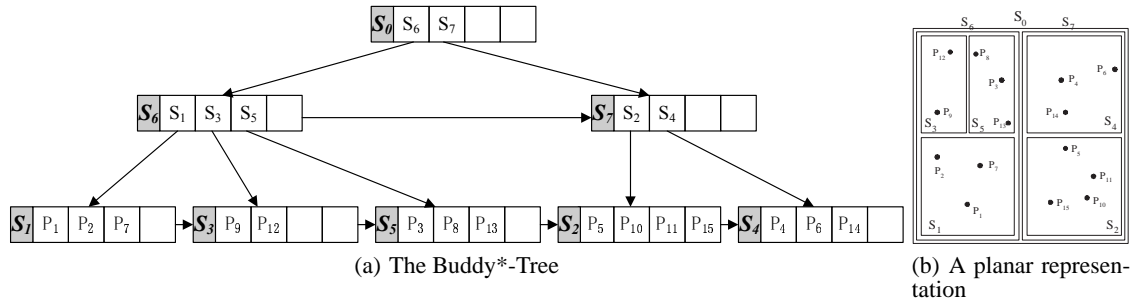 S0 S6 S7
S6 S1 S3 S5
S7 S2 S4
S1 P1 P2 P7
S3 P9 P12
S5 P3 P8 P13
S2 P5 P10 P11 P15
S4 P4 P6 P14
(a) The Buddy*-Tree
S0
S6 S7
P12 P8
P6
P3 P4
P9 P13 P14
S3 S5 S4
P5
P2 P7
P11
P1 P15 P10
S1 S2
(b) A planar represen-
tation